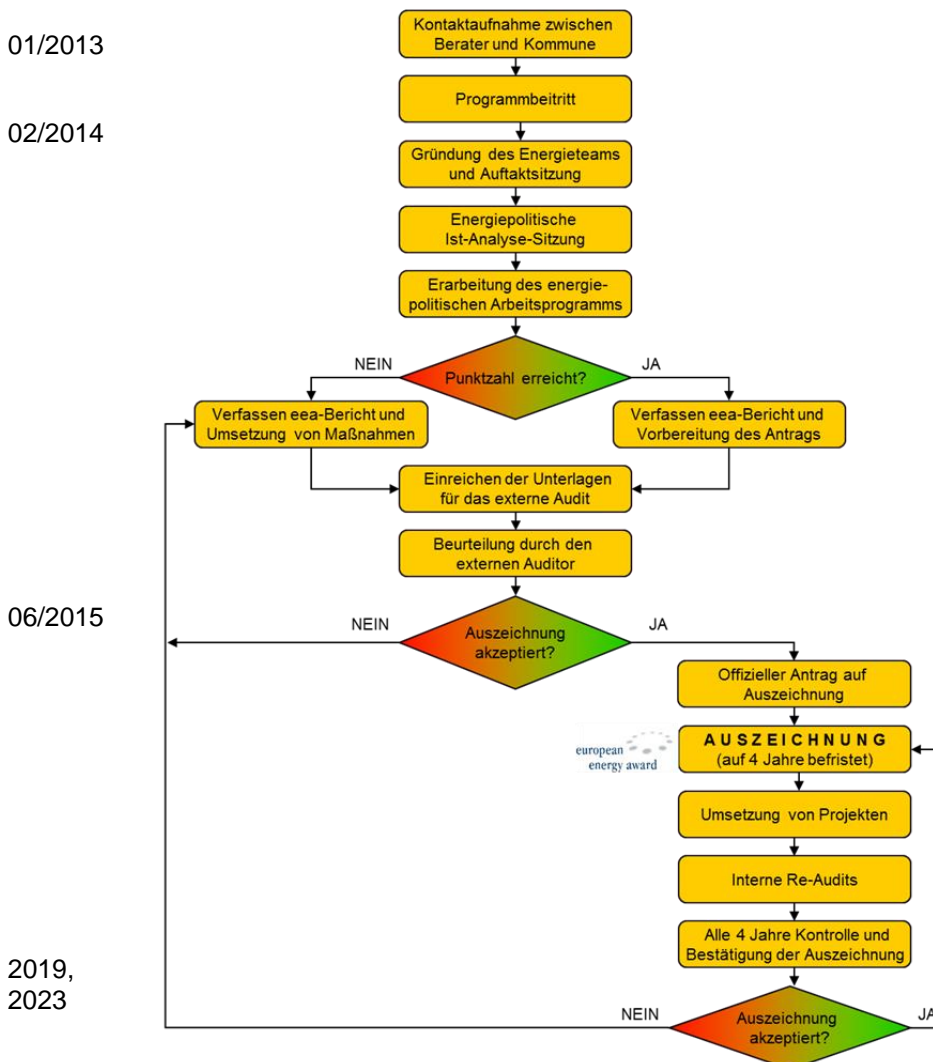 01/2013
Kontaktaufnahme zwischen
Berater und Kommune
Programmbeitritt
02/2014
Gründung des Energieteams
und Auftaktsitzung
Energiepolitische
Ist-Analyse-Sitzung
Erarbeitung des energie-
politischen Arbeitsprogramms
NEIN
Punktzahl erreicht?
JA
Verfassen eea-Bericht und
Umsetzung von Maßnahmen
Verfassen eea-Bericht und
Vorbereitung des Antrags
Einreichen der Unterlagen
für das externe Audit
Beurteilung durch den
externen Auditor
06/2015
NEIN
Auszeichnung
akzeptiert?
JA
Offizieller Antrag auf
Auszeichnung
european
energy award
AUSZEICHNUNG
(auf 4 Jahre befristet)
Umsetzung von Projekten
Interne Re-Audits
Alle 4 Jahre Kontrolle und
Bestätigung der Auszeichnung
2019,
2023
NEIN
Auszeichnung
akzeptiert?
JA